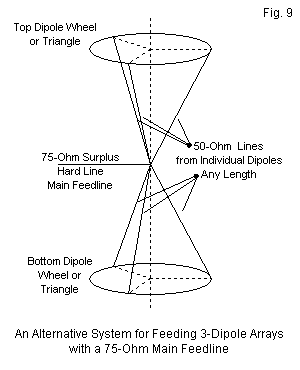 Fig. 9
Top Dipole Wheel
or Triangle
50-Ohm Lines
from Individual Dipoles
Any Length
75-Ohm Surplus
Hard Line
Main Feedline
Bottom Dipole
Wheel or
Triangle
An Alternative System for Feeding 3-Dipole Arrays
with a 75-Ohm Main Feedline